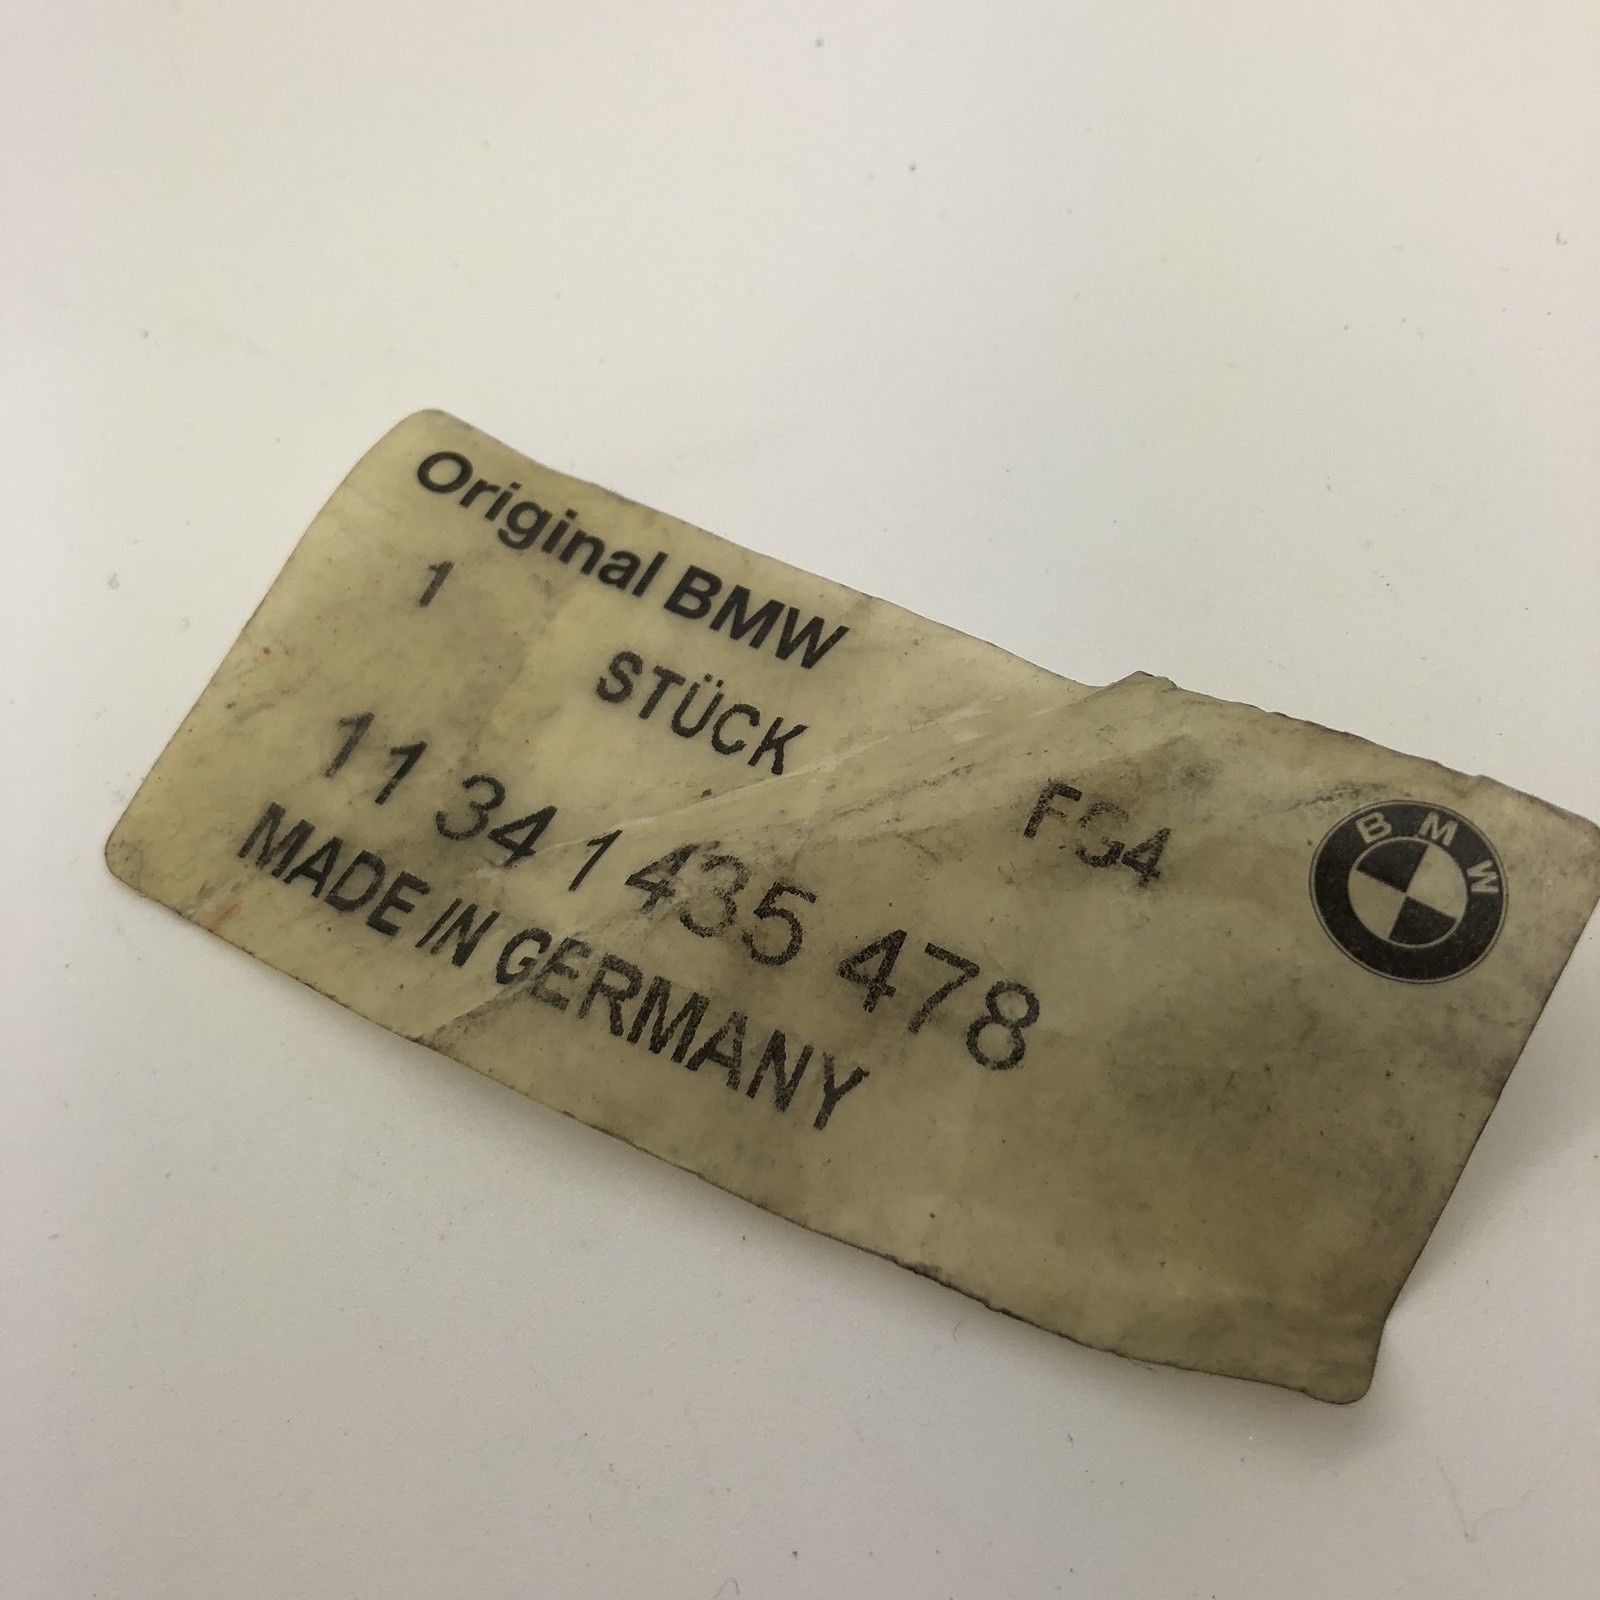 Original BMW
1 STÜCK FG4
11 34 1 435 478
MADE IN GERMANY
BMW